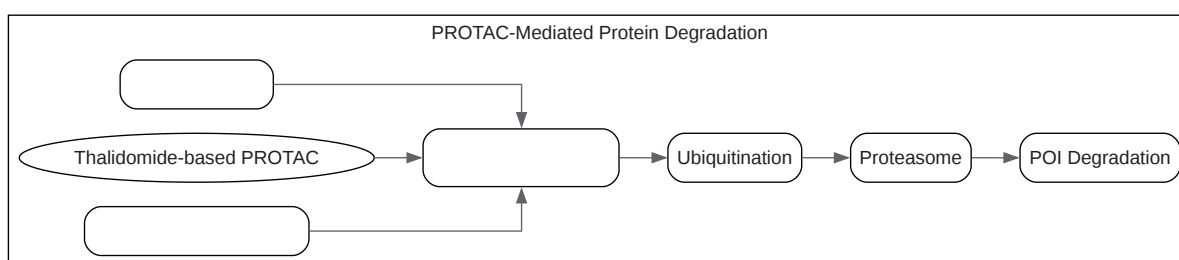 PROTAC-Mediated Protein Degradation
Thalidomide-based PROTAC
Ubiquitination
Proteasome
POI Degradation